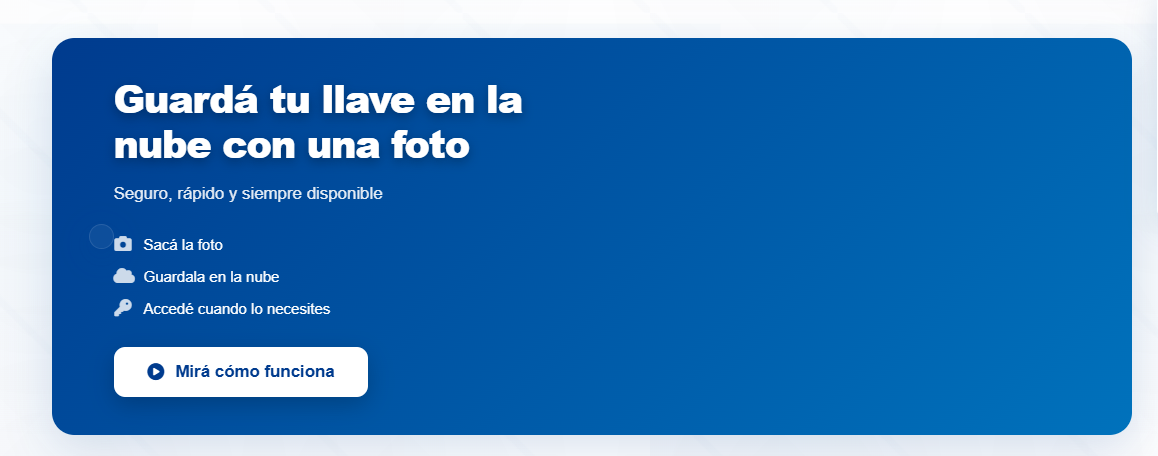 Guardá tu llave en la
nube con una foto
Seguro, rápido y siempre disponible
Sacá la foto
Guardala en la nube
Accedé cuando lo necesites
Mirá cómo funciona